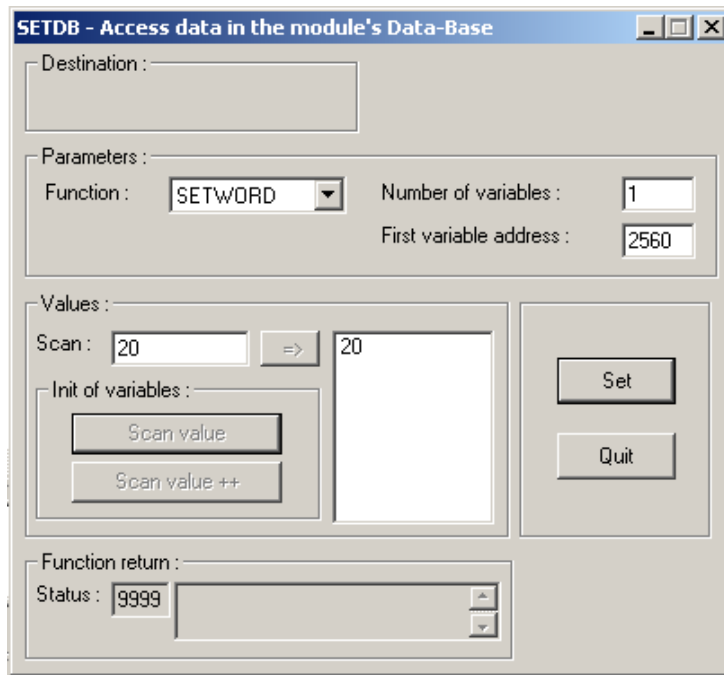 SETDB - Access data in the module's Data-Base
Destination :
Parameters :
Function : SETWORD
Number of variables : 1
First variable address : 2560
Values :
Scan : 20 => 20
Init of variables :
Scan value
Scan value ++
Set
Quit
Function return :
Status : 9999